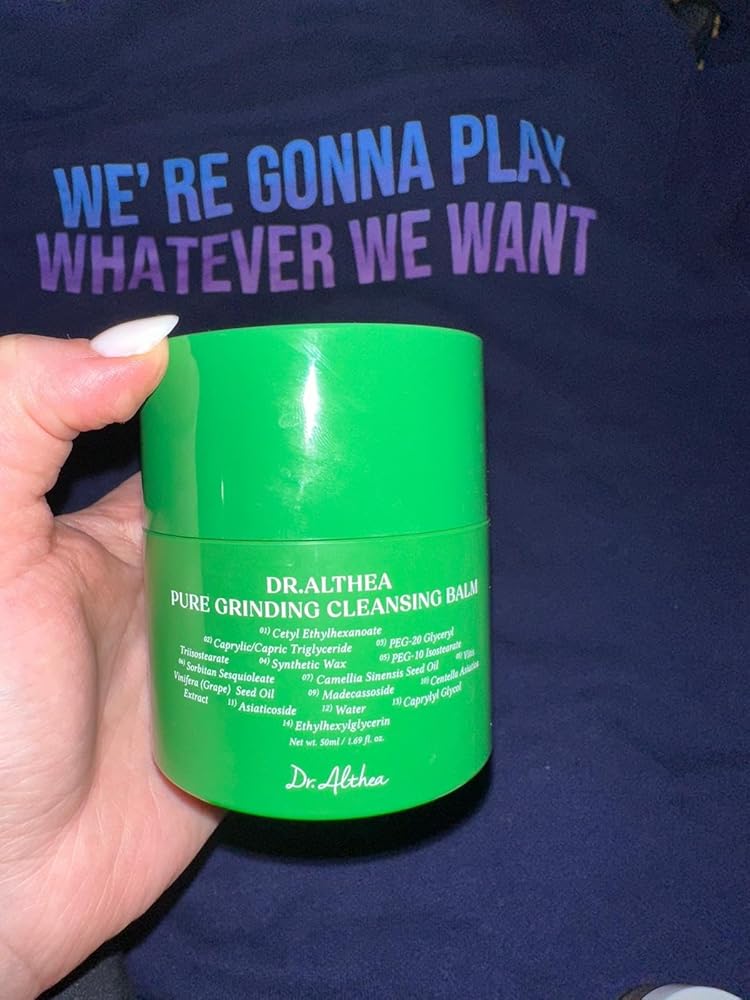 WE'RE GONNA PLAY
WHATEVER WE WANT
DR.ALTHEA
PURE GRINDING CLEANSING BALM
01) Cetyl Ethylhexanoate
02) Caprylic/Capric Triglyceride 03) PEG-20 Glyceryl
Triisostearate 04) Synthetic Wax 05) PEG-10 Isostearate
06) Sorbitan Sesquioleate 07) Camellia Sinensis Seed Oil 08) Vitis
Vinifera (Grape) Seed Oil 09) Madecassoside 10) Centella Asiatica
Extract 11) Asiaticoside 12) Water 13) Caprylyl Glycol
14) Ethylhexylglycerin
Net wt. 50ml / 1.69 fl. oz.
Dr. Althea